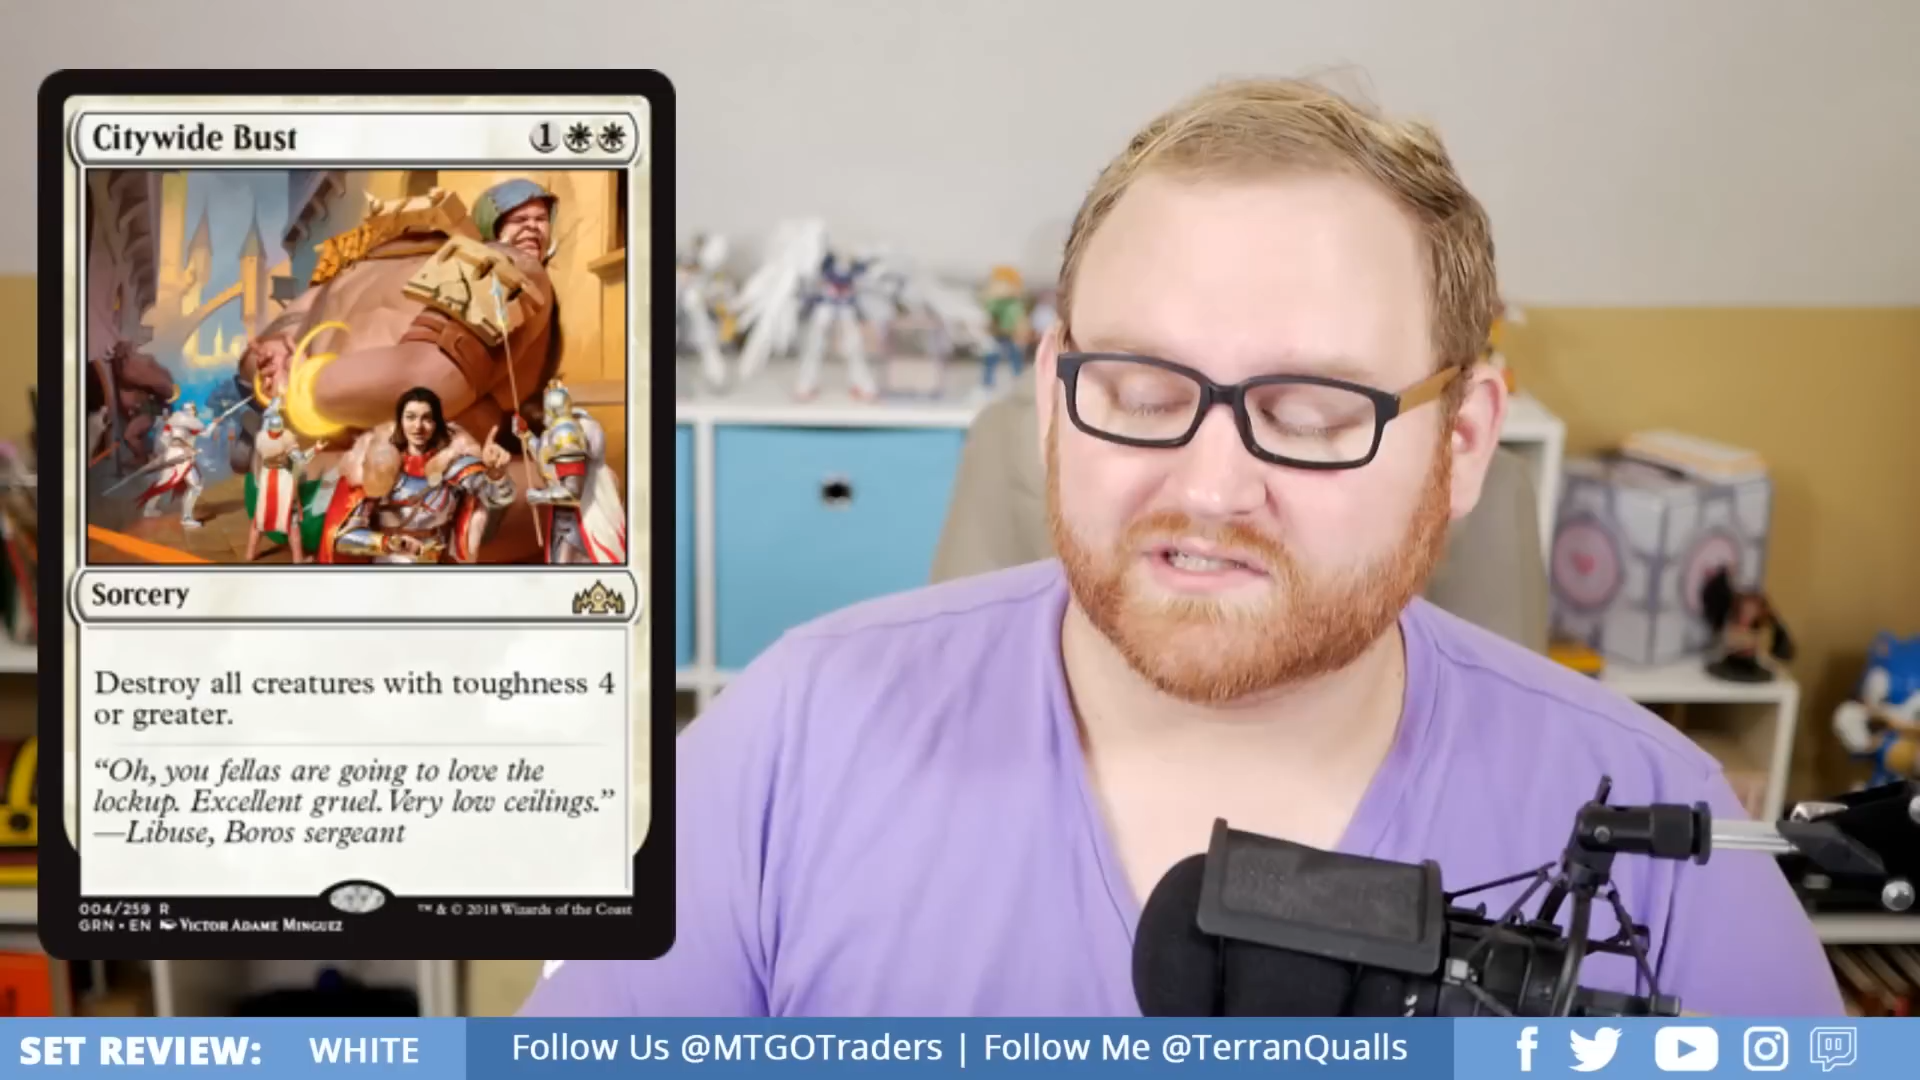 Citywide Bust
1
Sorcery
Destroy all creatures with toughness 4
or greater.
“Oh, you fellas are going to love the
lockup. Excellent gruel. Very low ceilings.”
—Libuse, Boros sergeant
004/259 R
GRN • EN Victor Adame Minguez
™ & © 2018 Wizards of the Coast
SET REVIEW: WHITE
Follow Us @MTGOTraders | Follow Me @TerranQualls